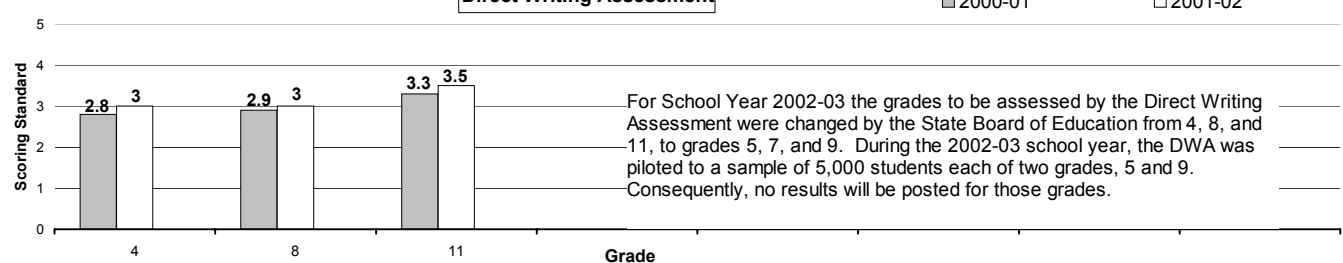 Direct Writing Assessment
2000-01 2001-02
5
4
3
2
1
0
Scoring Standard
2.8 3
2.9 3
3.3 3.5
For School Year 2002-03 the grades to be assessed by the Direct Writing
Assessment were changed by the State Board of Education from 4, 8, and
11, to grades 5, 7, and 9. During the 2002-03 school year, the DWA was
piloted to a sample of 5,000 students each of two grades, 5 and 9.
Consequently, no results will be posted for those grades.
4 8 11
Grade